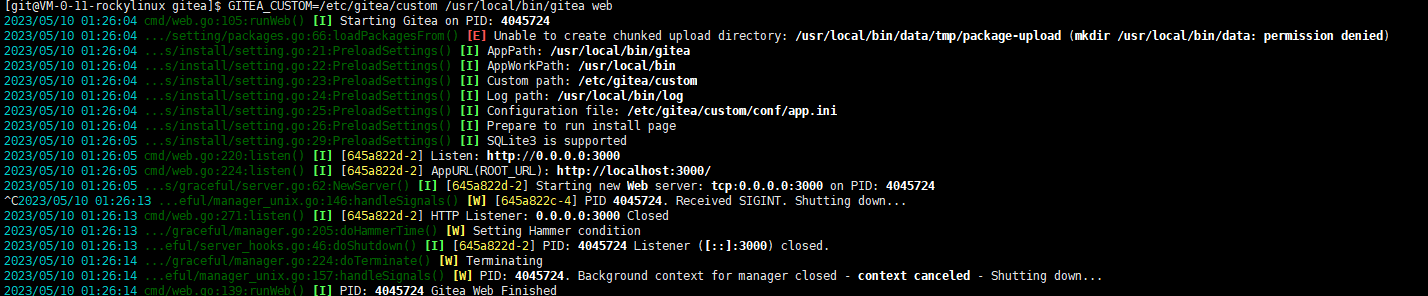 [git@VM-0-11-rockylinux gitea]$ GITEA_CUSTOM=/etc/gitea/custom /usr/local/bin/gitea web
2023/05/10 01:26:04 cmd/web.go:105:runWeb() [I] Starting Gitea on PID: 4045724
2023/05/10 01:26:04 .../setting/packages.go:66:loadPackagesFrom() [E] Unable to create chunked upload directory: /usr/local/bin/data/tmp/package-upload (mkdir /usr/local/bin/data: permission denied)
2023/05/10 01:26:04 ...s/install/setting.go:21:PreloadSettings() [I] AppPath: /usr/local/bin/gitea
2023/05/10 01:26:04 ...s/install/setting.go:22:PreloadSettings() [I] AppWorkPath: /usr/local/bin
2023/05/10 01:26:04 ...s/install/setting.go:23:PreloadSettings() [I] Custom path: /etc/gitea/custom
2023/05/10 01:26:04 ...s/install/setting.go:24:PreloadSettings() [I] Log path: /usr/local/bin/log
2023/05/10 01:26:04 ...s/install/setting.go:25:PreloadSettings() [I] Configuration file: /etc/gitea/custom/conf/app.ini
2023/05/10 01:26:04 ...s/install/setting.go:26:PreloadSettings() [I] Prepare to run install page
2023/05/10 01:26:05 ...s/install/setting.go:29:PreloadSettings() [I] SQLite3 is supported
2023/05/10 01:26:05 cmd/web.go:220:listen() [I] [645a822d-2] Listen: http://0.0.0.0:3000
2023/05/10 01:26:05 cmd/web.go:224:listen() [I] [645a822d-2] AppURL(ROOT_URL): http://localhost:3000/
2023/05/10 01:26:05 ...s/graceful/server.go:62:NewServer() [I] [645a822d-2] Starting new Web server: tcp:0.0.0.0:3000 on PID: 4045724
^C2023/05/10 01:26:13 ...eful/manager_unix.go:146:handleSignals() [W] [645a822c-4] PID 4045724. Received SIGINT. Shutting down...
2023/05/10 01:26:13 cmd/web.go:271:listen() [I] [645a822d-2] HTTP Listener: 0.0.0.0:3000 Closed
2023/05/10 01:26:13 .../graceful/manager.go:205:doHammerTime() [W] Setting Hammer condition
2023/05/10 01:26:13 ...eful/server_hooks.go:46:doShutdown() [I] [645a822d-2] PID: 4045724 Listener ([::]:3000) closed.
2023/05/10 01:26:14 .../graceful/manager.go:224:doTerminate() [W] Terminating
2023/05/10 01:26:14 ...eful/manager_unix.go:157:handleSignals() [W] PID: 4045724. Background context for manager closed - context canceled - Shutting down...
2023/05/10 01:26:14 cmd/web.go:139:runWeb() [I] PID: 4045724 Gitea Web Finished